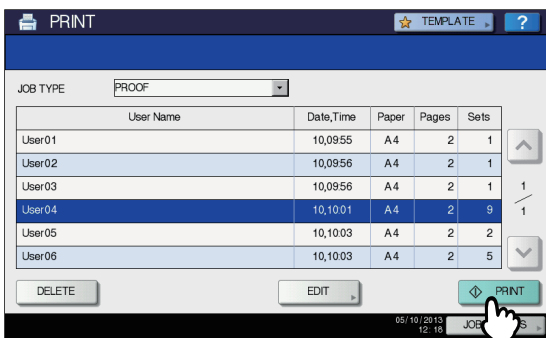 PRINT
TEMPLATE
?
JOB TYPE PROOF
User Name Date,Time Paper Pages Sets
User01 10,09:55 A4 2 1
User02 10,09:56 A4 2 1
User03 10,09:56 A4 2 1
User04 10,10:01 A4 2 9
User05 10,10:03 A4 2 2
User06 10,10:03 A4 2 5
1
1
DELETE EDIT PRINT
05/10/2013
12:18
JOB